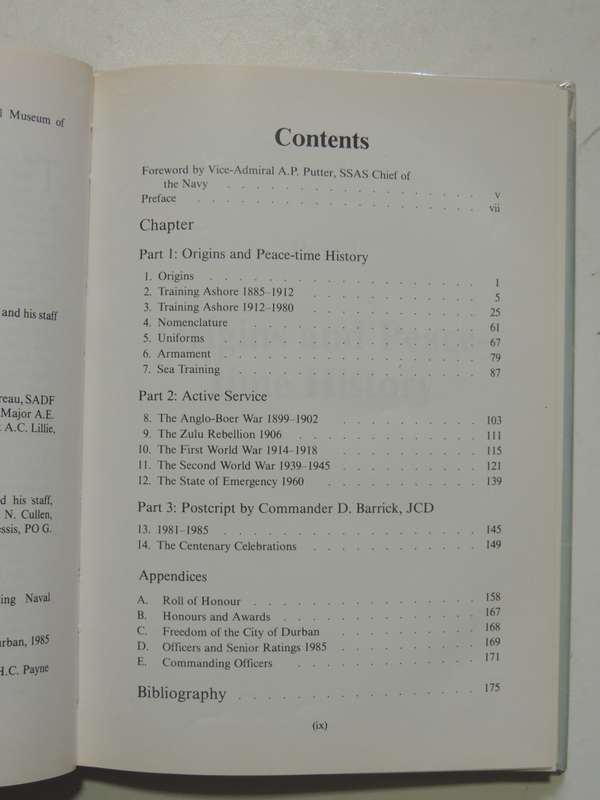 l Museum of
and his staff
reau, SADF
Major A.E.
A.C. Lillie,
d his staff,
N. Cullen,
essis, PO G.
ing Naval
urban, 1985
H.C. Payne
Contents
Foreword by Vice-Admiral A.P. Putter, SSAS Chief of
the Navy . . . . . . . . . . . . . . . . . . v
Preface . . . . . . . . . . . . . . . . . . . . vii
Chapter
Part 1: Origins and Peace-time History
1. Origins . . . . . . . . . . . . . . . . . . . 1
2. Training Ashore 1885–1912 . . . . . . . . . . . 5
3. Training Ashore 1912–1980 . . . . . . . . . . . 25
4. Nomenclature . . . . . . . . . . . . . . . . 61
5. Uniforms . . . . . . . . . . . . . . . . . . 67
6. Armament . . . . . . . . . . . . . . . . . . 79
7. Sea Training . . . . . . . . . . . . . . . . . 87
Part 2: Active Service
8. The Anglo-Boer War 1899–1902 . . . . . . . . . 103
9. The Zulu Rebellion 1906 . . . . . . . . . . . . 111
10. The First World War 1914–1918 . . . . . . . . . 115
11. The Second World War 1939–1945 . . . . . . . . 121
12. The State of Emergency 1960 . . . . . . . . . . 139
Part 3: Postcript by Commander D. Barrick, JCD
13. 1981–1985 . . . . . . . . . . . . . . . . . . 145
14. The Centenary Celebrations . . . . . . . . . . . 149
Appendices
A. Roll of Honour . . . . . . . . . . . . . . . . 158
B. Honours and Awards . . . . . . . . . . . . . . 167
C. Freedom of the City of Durban . . . . . . . . . 168
D. Officers and Senior Ratings 1985 . . . . . . . . . 169
E. Commanding Officers . . . . . . . . . . . . . 171
Bibliography . . . . . . . . . . . . . . . . . . 175
(ix)